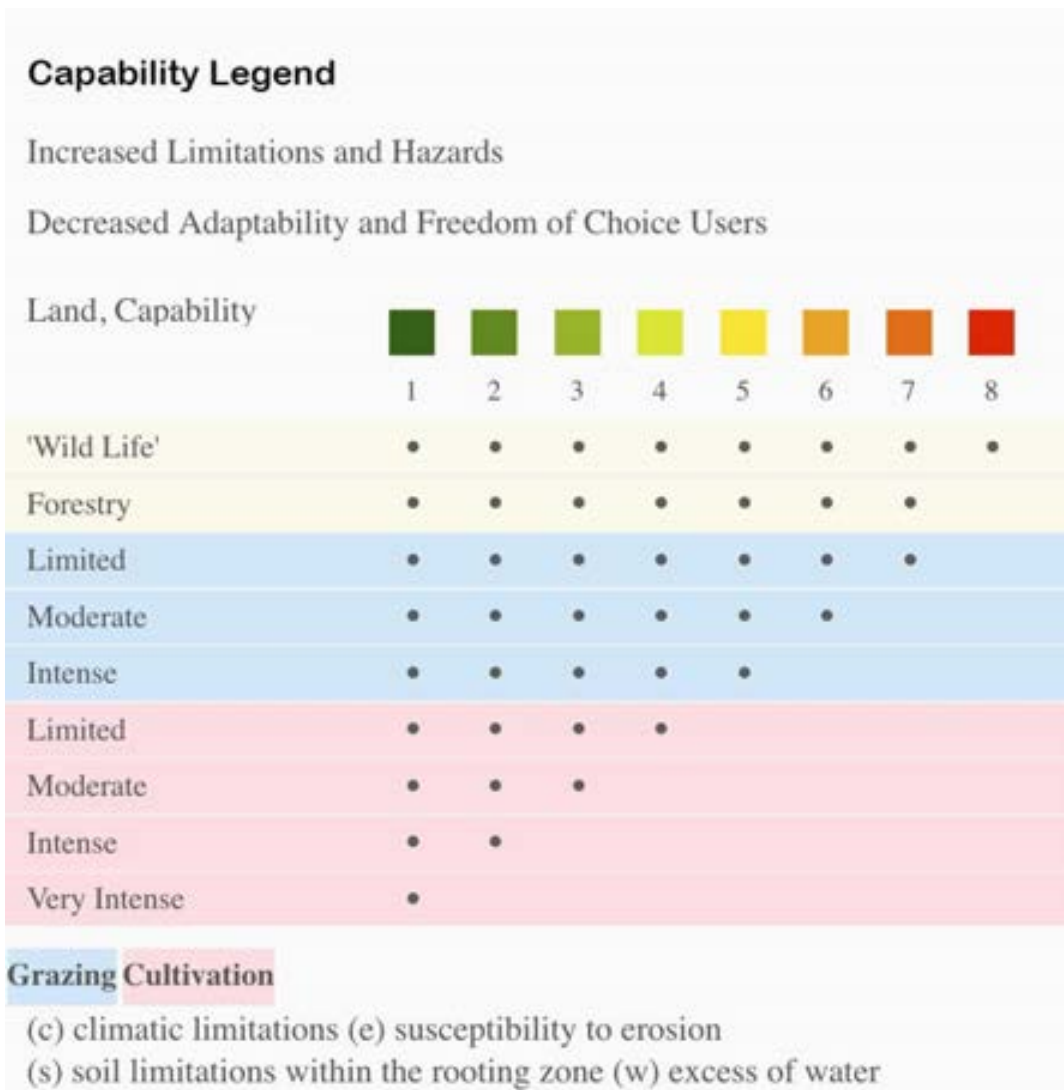 Capability Legend
Increased Limitations and Hazards
Decreased Adaptability and Freedom of Choice Users
Land, Capability
1 2 3 4 5 6 7 8
'Wild Life' • • • • • • • •
Forestry • • • • • • •
Limited • • • • • • •
Moderate • • • • • •
Intense • • • • •
Limited • • • •
Moderate • • •
Intense • •
Very Intense •
Grazing Cultivation
(c) climatic limitations (e) susceptibility to erosion
(s) soil limitations within the rooting zone (w) excess of water